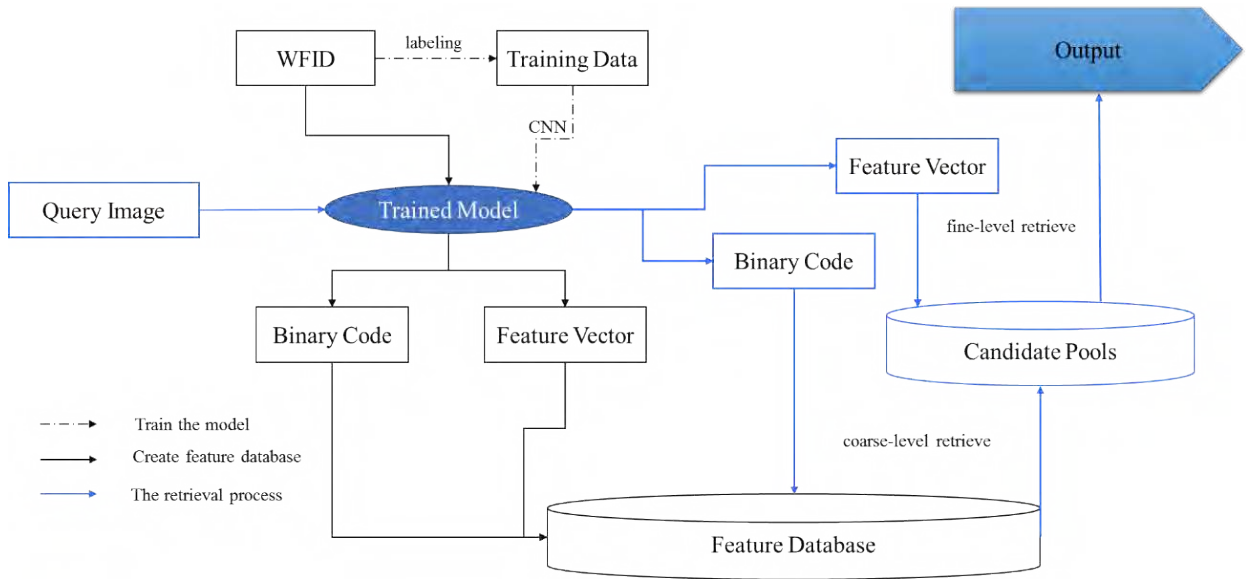 WFID
labeling
Training Data
Output
CNN
Feature Vector
Query Image
Trained Model
fine-level retrieve
Binary Code
Binary Code
Feature Vector
Candidate Pools
Train the model
coarse-level retrieve
Create feature database
The retrieval process
Feature Database